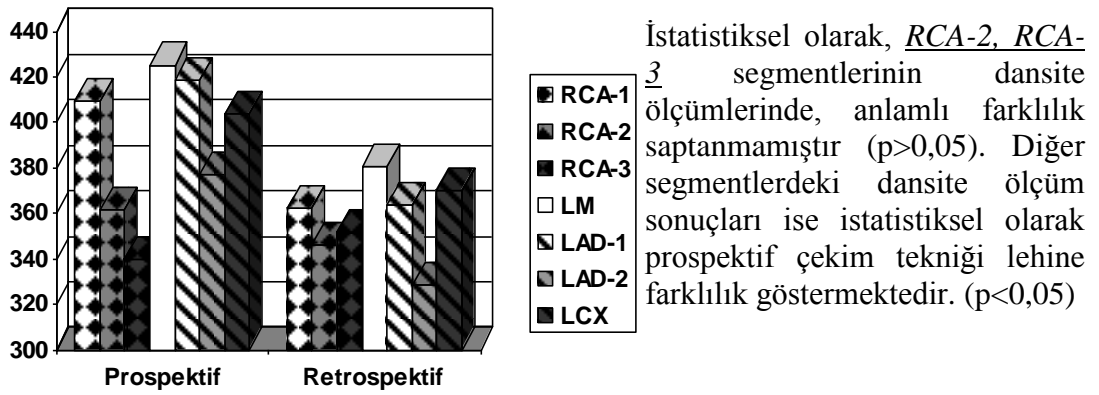 440
420
400
380
360
340
320
300
Prospektif Retrospektif
RCA-1
RCA-2
RCA-3
LM
LAD-1
LAD-2
LCX
İstatistiksel olarak, RCA-2, RCA-
3 segmentlerinin dansite
ölçümlerinde, anlamlı farklılık
saptanmamıştır (p>0,05). Diğer
segmentlerdeki dansite ölçüm
sonuçları ise istatistiksel olarak
prospektif çekim tekniği lehine
farklılık göstermektedir. (p<0,05)